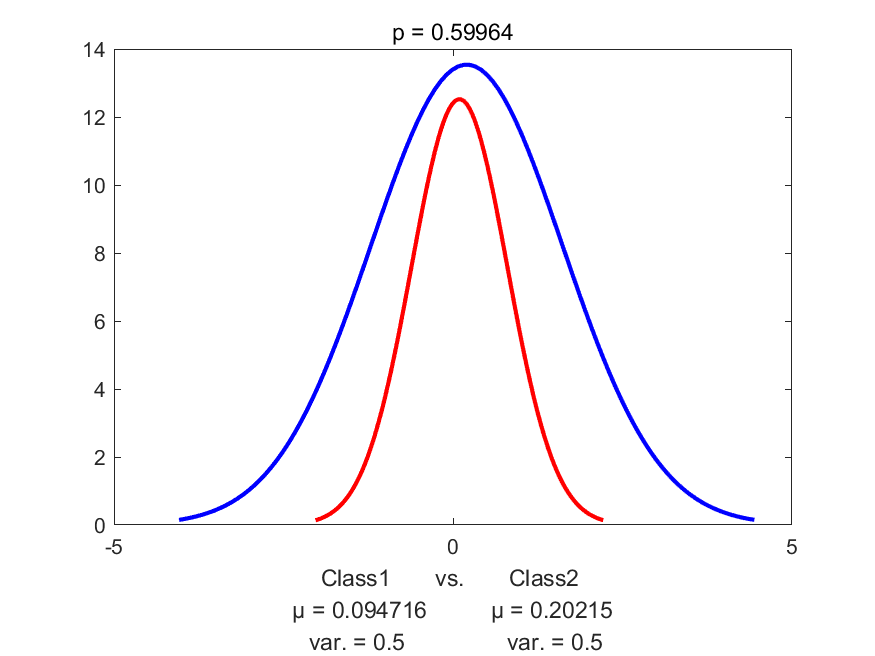 p = 0.59964
14
12
10
8
6
4
2
0
-5 0 5
Class1 vs. Class2
μ = 0.094716 μ = 0.20215
var. = 0.5 var. = 0.5